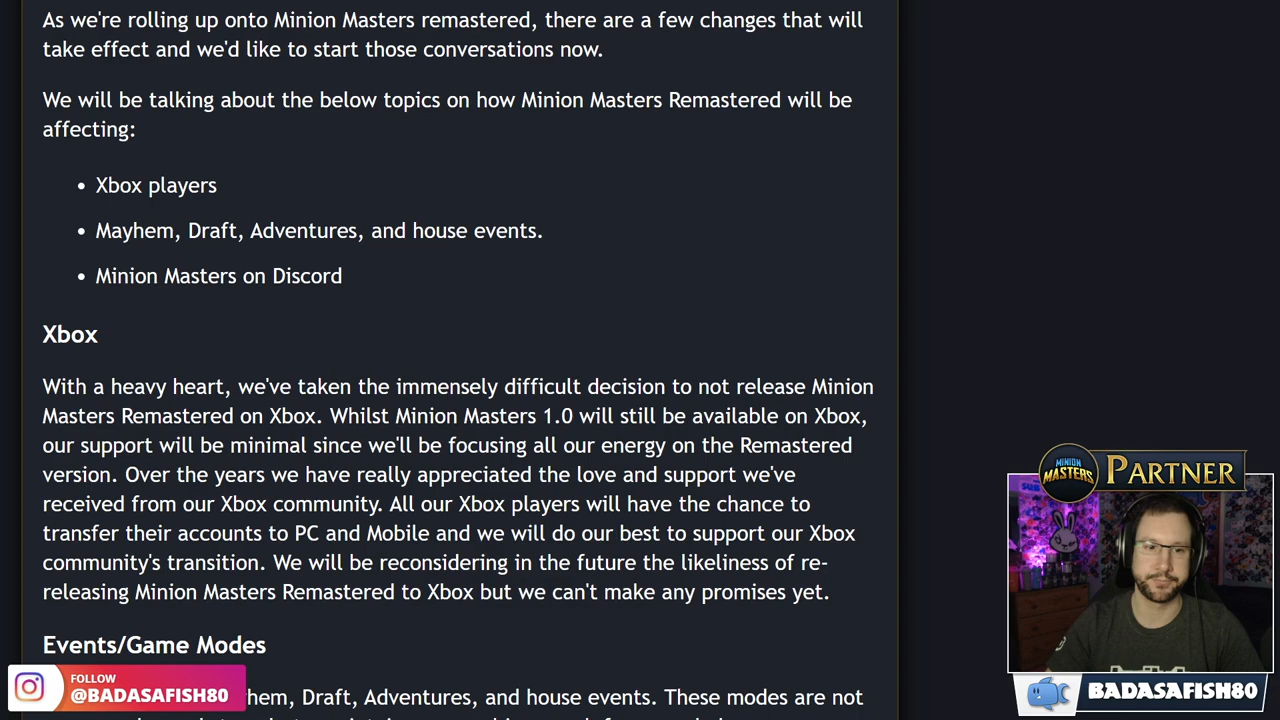 As we're rolling up onto Minion Masters remastered, there are a few changes that will
take effect and we'd like to start those conversations now.
We will be talking about the below topics on how Minion Masters Remastered will be
affecting:
• Xbox players
• Mayhem, Draft, Adventures, and house events.
• Minion Masters on Discord
Xbox
With a heavy heart, we've taken the immensely difficult decision to not release Minion
Masters Remastered on Xbox. Whilst Minion Masters 1.0 will still be available on Xbox,
our support will be minimal since we'll be focusing all our energy on the Remastered
version. Over the years we have really appreciated the love and support we've
received from our Xbox community. All our Xbox players will have the chance to
transfer their accounts to PC and Mobile and we will do our best to support our Xbox
community's transition. We will be reconsidering in the future the likeliness of re-
releasing Minion Masters Remastered to Xbox but we can't make any promises yet.
Events/Game Modes
hem, Draft, Adventures, and house events. These modes are not
FOLLOW
@BADASAFISH80
MINION
MASTERS
PARTNER
BADASAFISH80